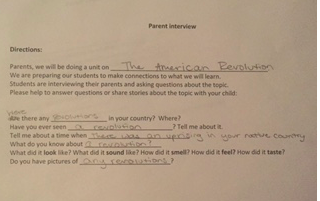 Parent interview
Directions:
Parents, we will be doing a unit on The American Revolution
We are preparing our students to make connections to what we will learn.
Students are interviewing their parents and asking questions about the topic.
Please help to answer questions or share stories about the topic with your child:
were
there any in your country? Where?
Have you ever seen a revolution? Tell me about it.
Tell me about a time when there was an uprising in your native country
What do you know about a revolution?
What did it look like? What did it sound like? How did it smell? How did it feel? How did it taste?
Do you have pictures of any revolutions?